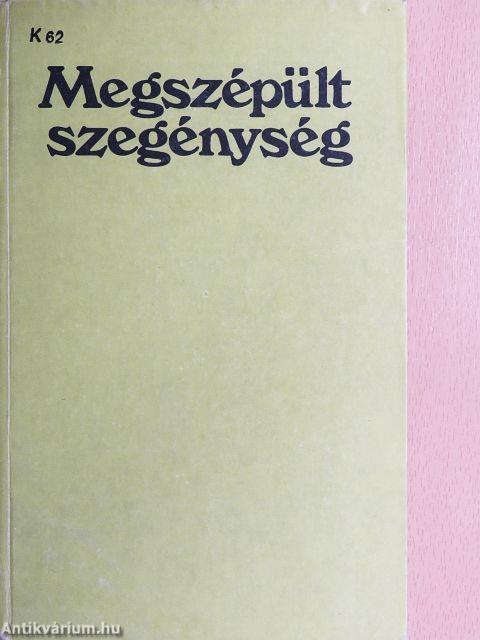 K 62
Megszépült
szegénység
Antikvárium.hu